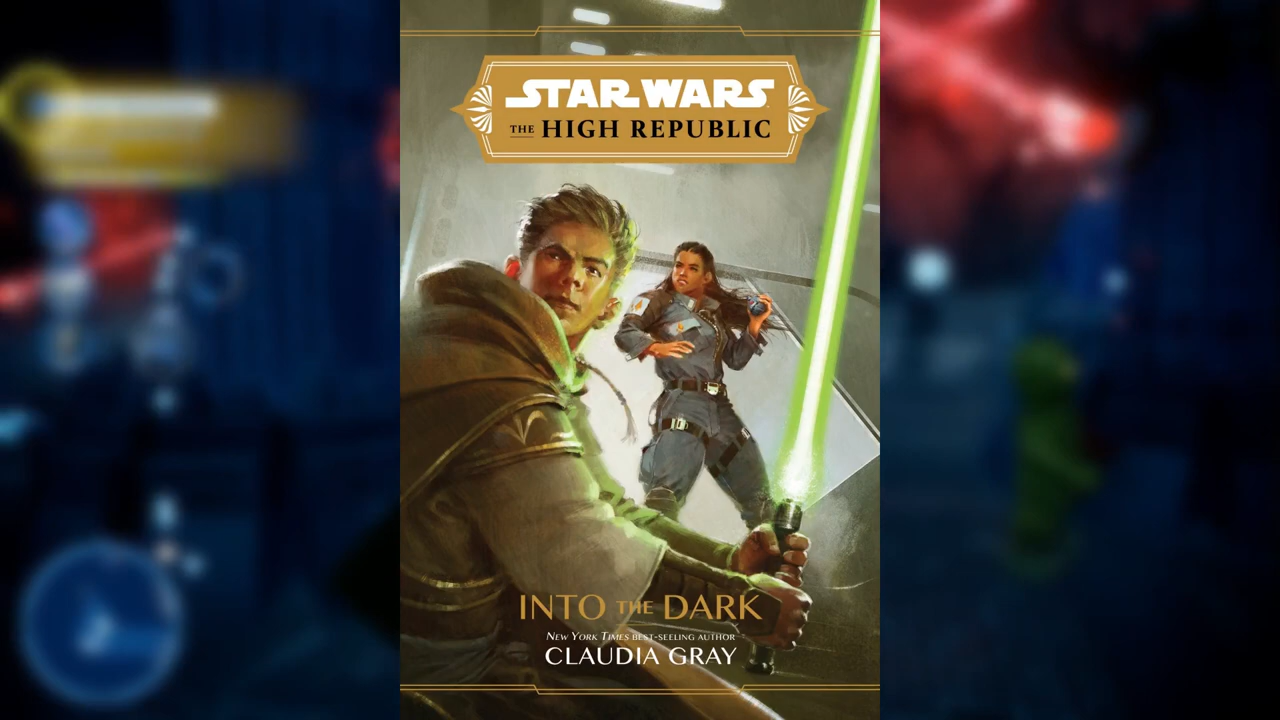 STAR WARS
THE HIGH REPUBLIC
INTO THE DARK
NEW YORK TIMES BEST-SELLING AUTHOR
CLAUDIA GRAY